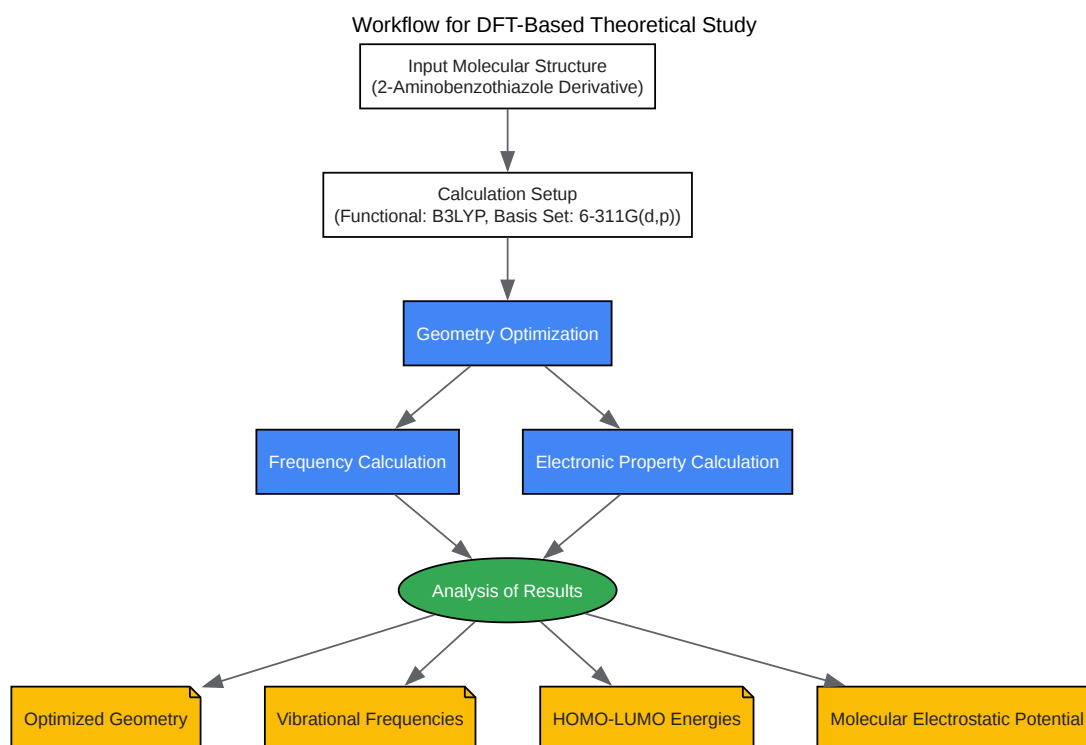 Workflow for DFT-Based Theoretical Study
Input Molecular Structure
(2-Aminobenzothiazole Derivative)
Calculation Setup
(Functional: B3LYP, Basis Set: 6-311G(d,p))
Geometry Optimization
Frequency Calculation
Electronic Property Calculation
Analysis of Results
Optimized Geometry
Vibrational Frequencies
HOMO-LUMO Energies
Molecular Electrostatic Potential